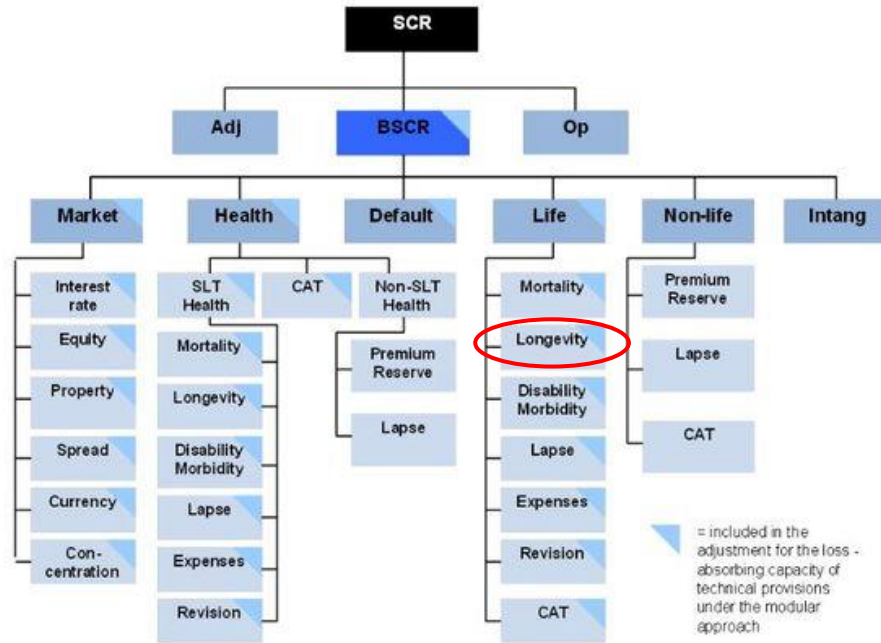 SCR
Adj
BSCR
Op
Market
Health
Default
Life
Non-life
Intang
Interest
rate
Equity
Property
Spread
Currency
Con-
centration
SLT
Health
CAT
Non-SLT
Health
Mortality
Longevity
Disability
Morbidity
Lapse
Expenses
Revision
Premium
Reserve
Lapse
Mortality
Longevity
Disability
Morbidity
Lapse
Expenses
Revision
CAT
Premium
Reserve
Lapse
CAT
= included in the
adjustment for the loss -
absorbing capacity of
technical provisions
under the modular
approach